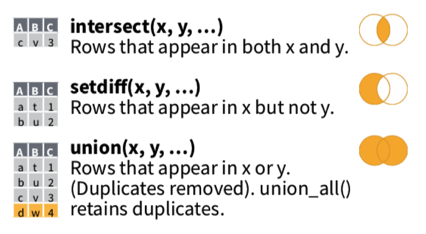 A B C
c v 3
intersect(x, y, …)
Rows that appear in both x and y.
A B C
a t 1
b u 2
setdiff(x, y, …)
Rows that appear in x but not y.
A B C
a t 1
b u 2
c v 3
d w 4
union(x, y, …)
Rows that appear in x or y.
(Duplicates removed). union_all()
retains duplicates.